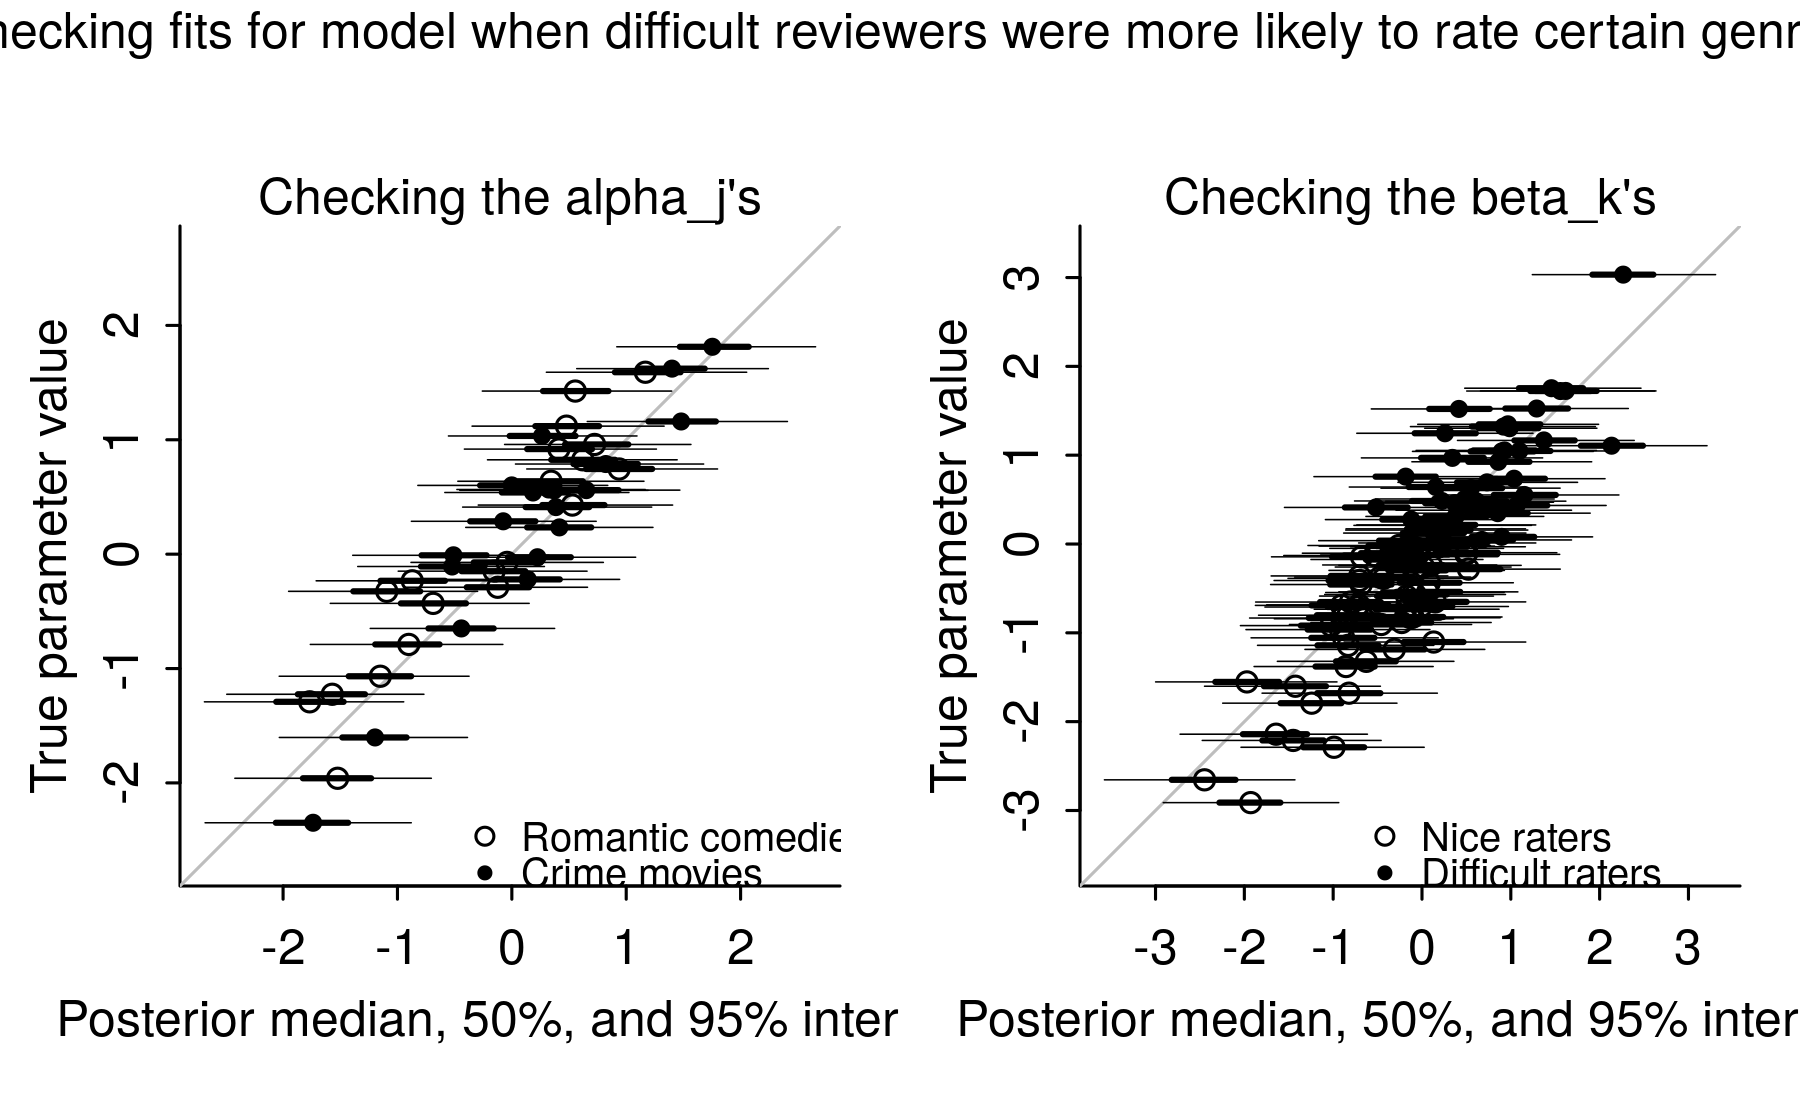 hecking fits for model when difficult reviewers were more likely to rate certain genr
Checking the alpha_j's
True parameter value
2
1
0
-1
-2
Romantic comedie
Crime movies
-2 -1 0 1 2
Posterior median, 50%, and 95% inter
Checking the beta_k's
True parameter value
3
2
1
0
-1
-2
-3
Nice raters
Difficult raters
-3 -2 -1 0 1 2 3
Posterior median, 50%, and 95% inter